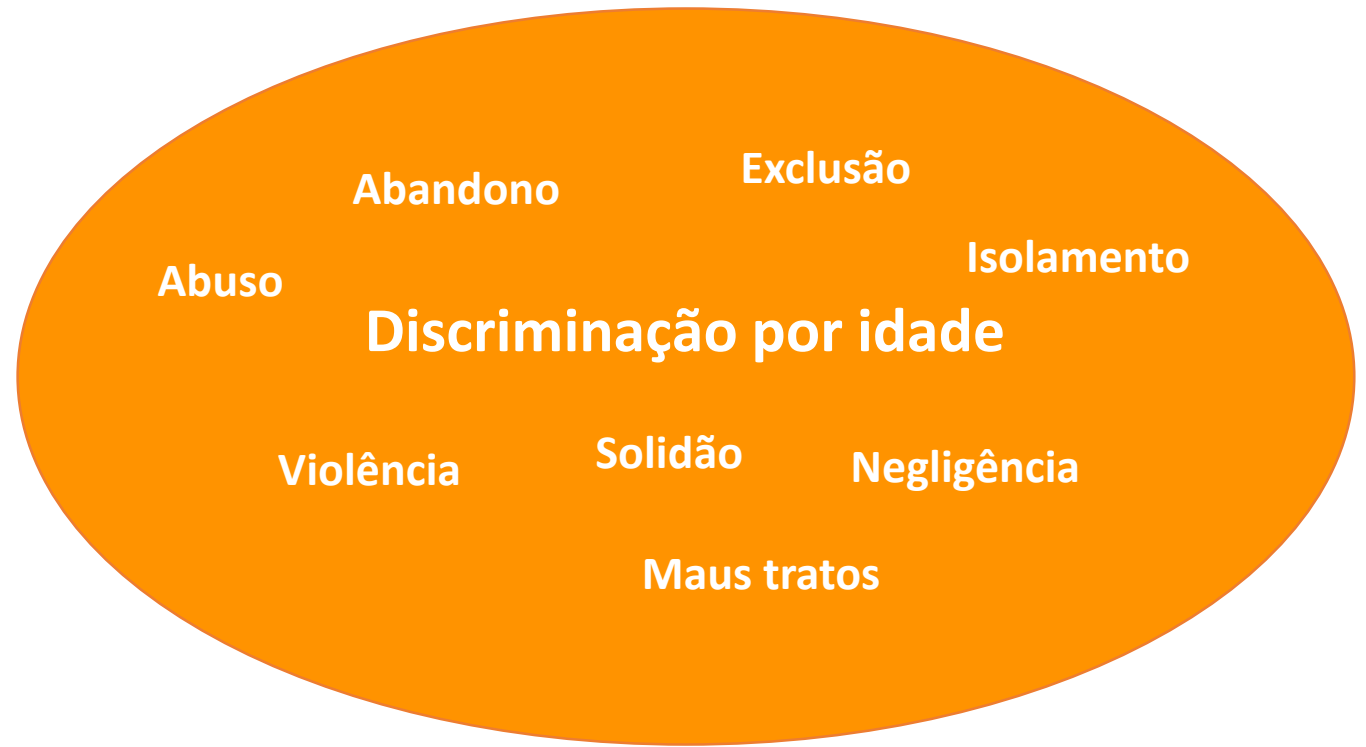 Exclusão
Abandono
Isolamento
Abuso
Discriminação por idade
Solidão
Violência
Negligência
Maus tratos